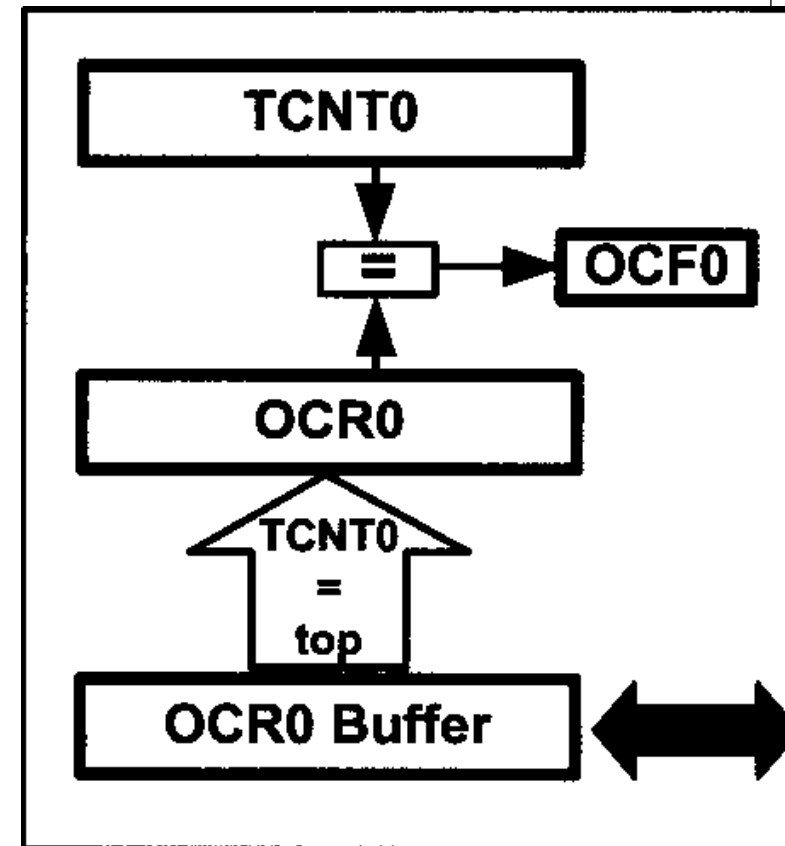 TCNT0
=
OCF0
OCR0
TCNT0
=
top
OCR0 Buffer